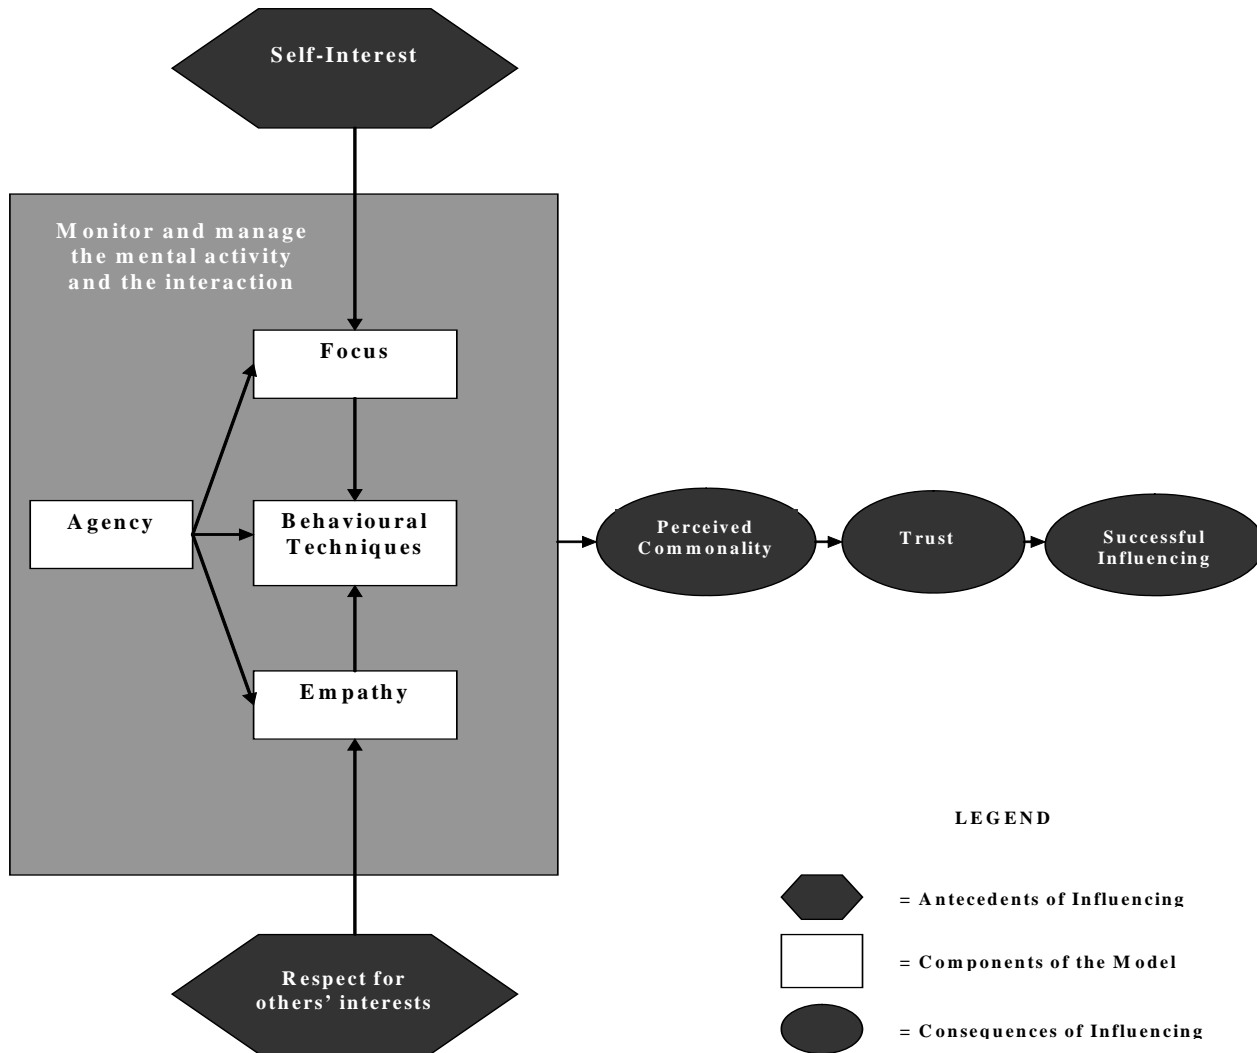 Self-Interest
Monitor and manage
the mental activity
and the interaction
Focus
Agency
Behavioural
Techniques
Empathy
Perceived
Commonality
Trust
Successful
Influencing
Respect for
others’ interests
LEGEND
= Antecedents of Influencing
= Components of the Model
= Consequences of Influencing